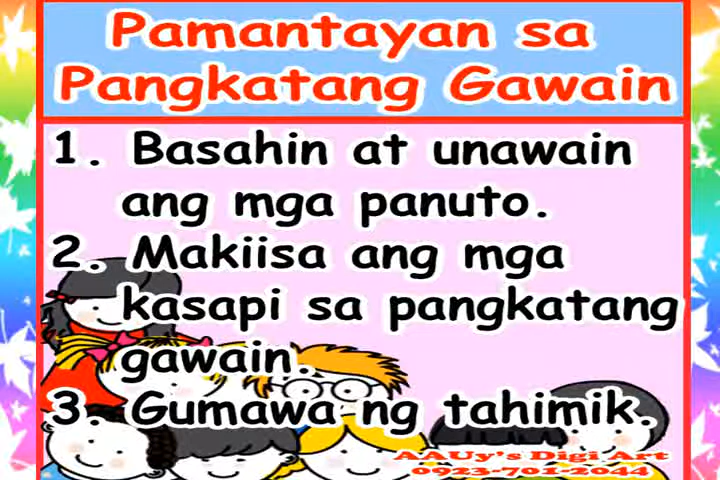 Pamantayan sa
Pangkatang Gawain
1. Basahin at unawain
ang mga panuto.
2. Makiisa ang mga
kasapi sa pangkatang
gawain.
3. Gumawa ng tahimik.
AAUy's Digi Art
0923-701-2044